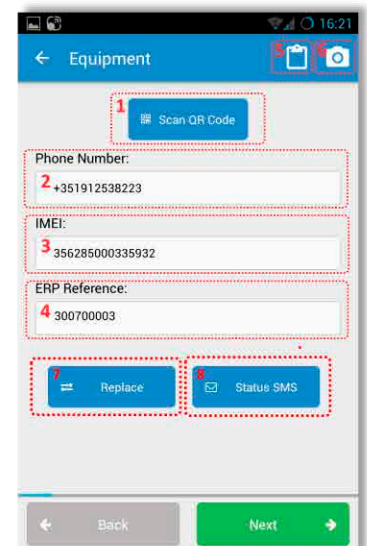 16:21
Equipment
5
6
1
Scan QR Code
Phone Number:
2
+351912538223
IMEI:
3
356285000335932
ERP Reference:
4
300700003
7
Replace
8
Status SMS
Back
Next